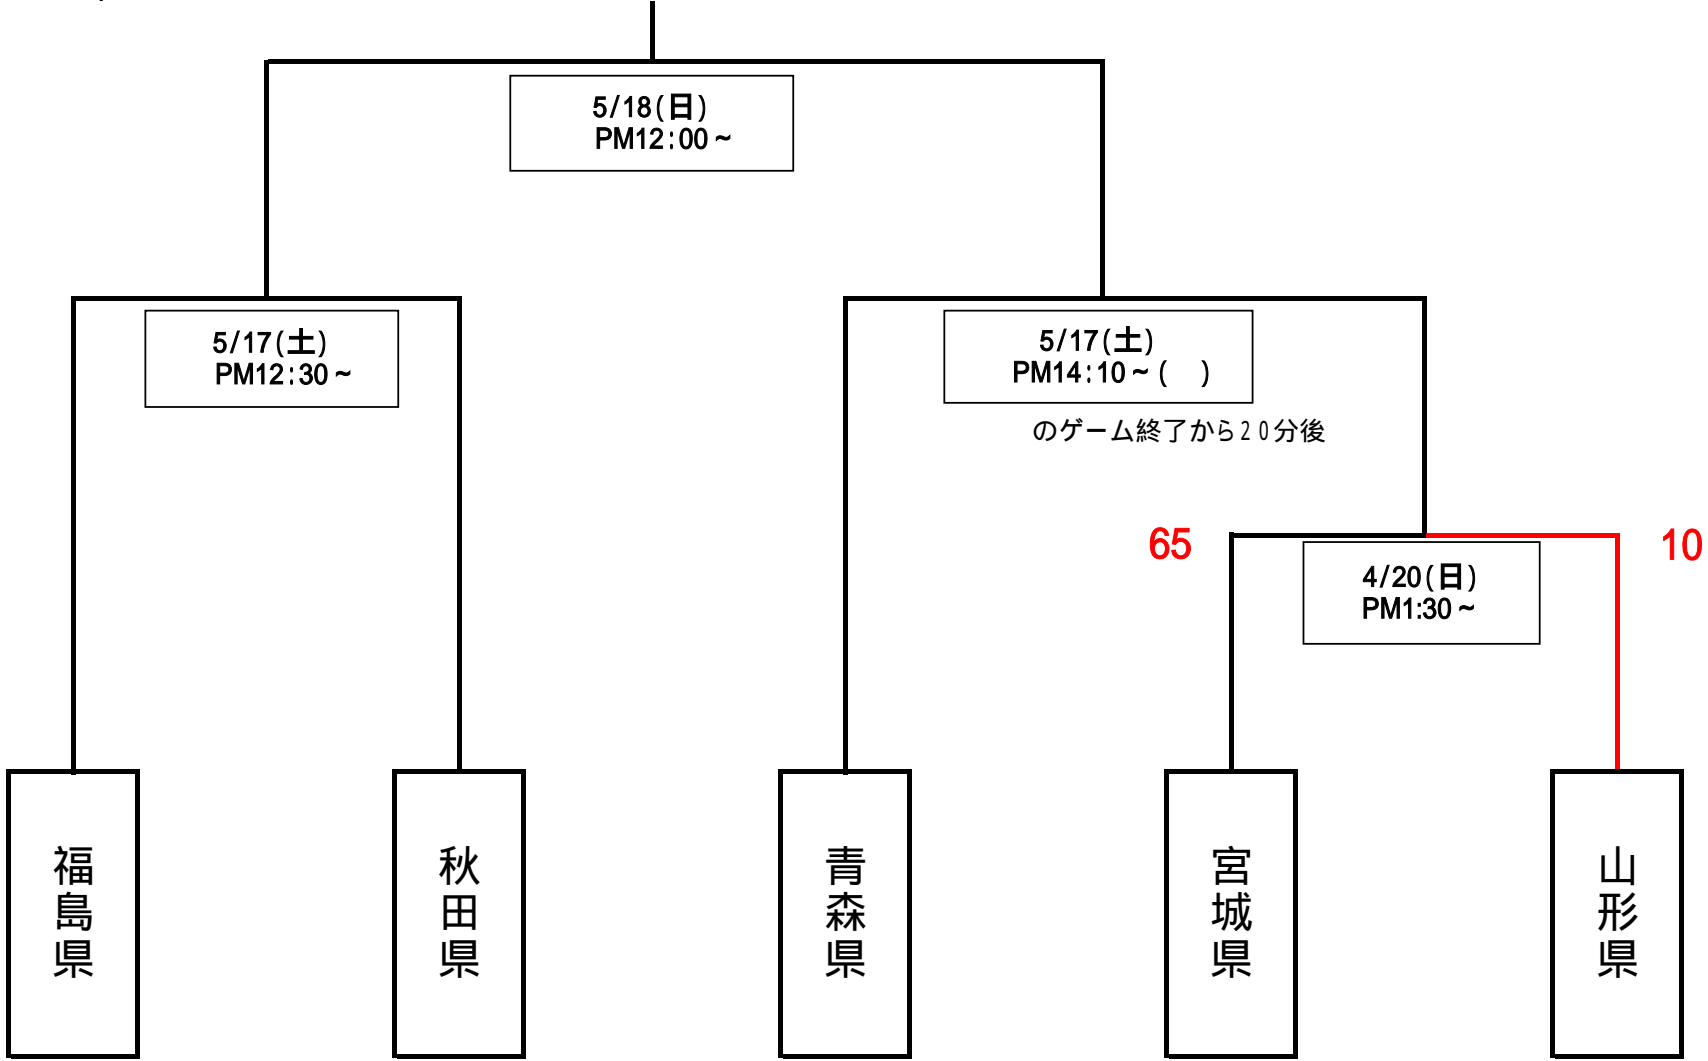 5/18(日)
PM12:00~
5/17(土)
PM12:30~
5/17(土)
PM14:10~( )
のゲーム終了から20分後
65
10
4/20(日)
PM1:30~
福島県
秋田県
青森県
宮城県
山形県